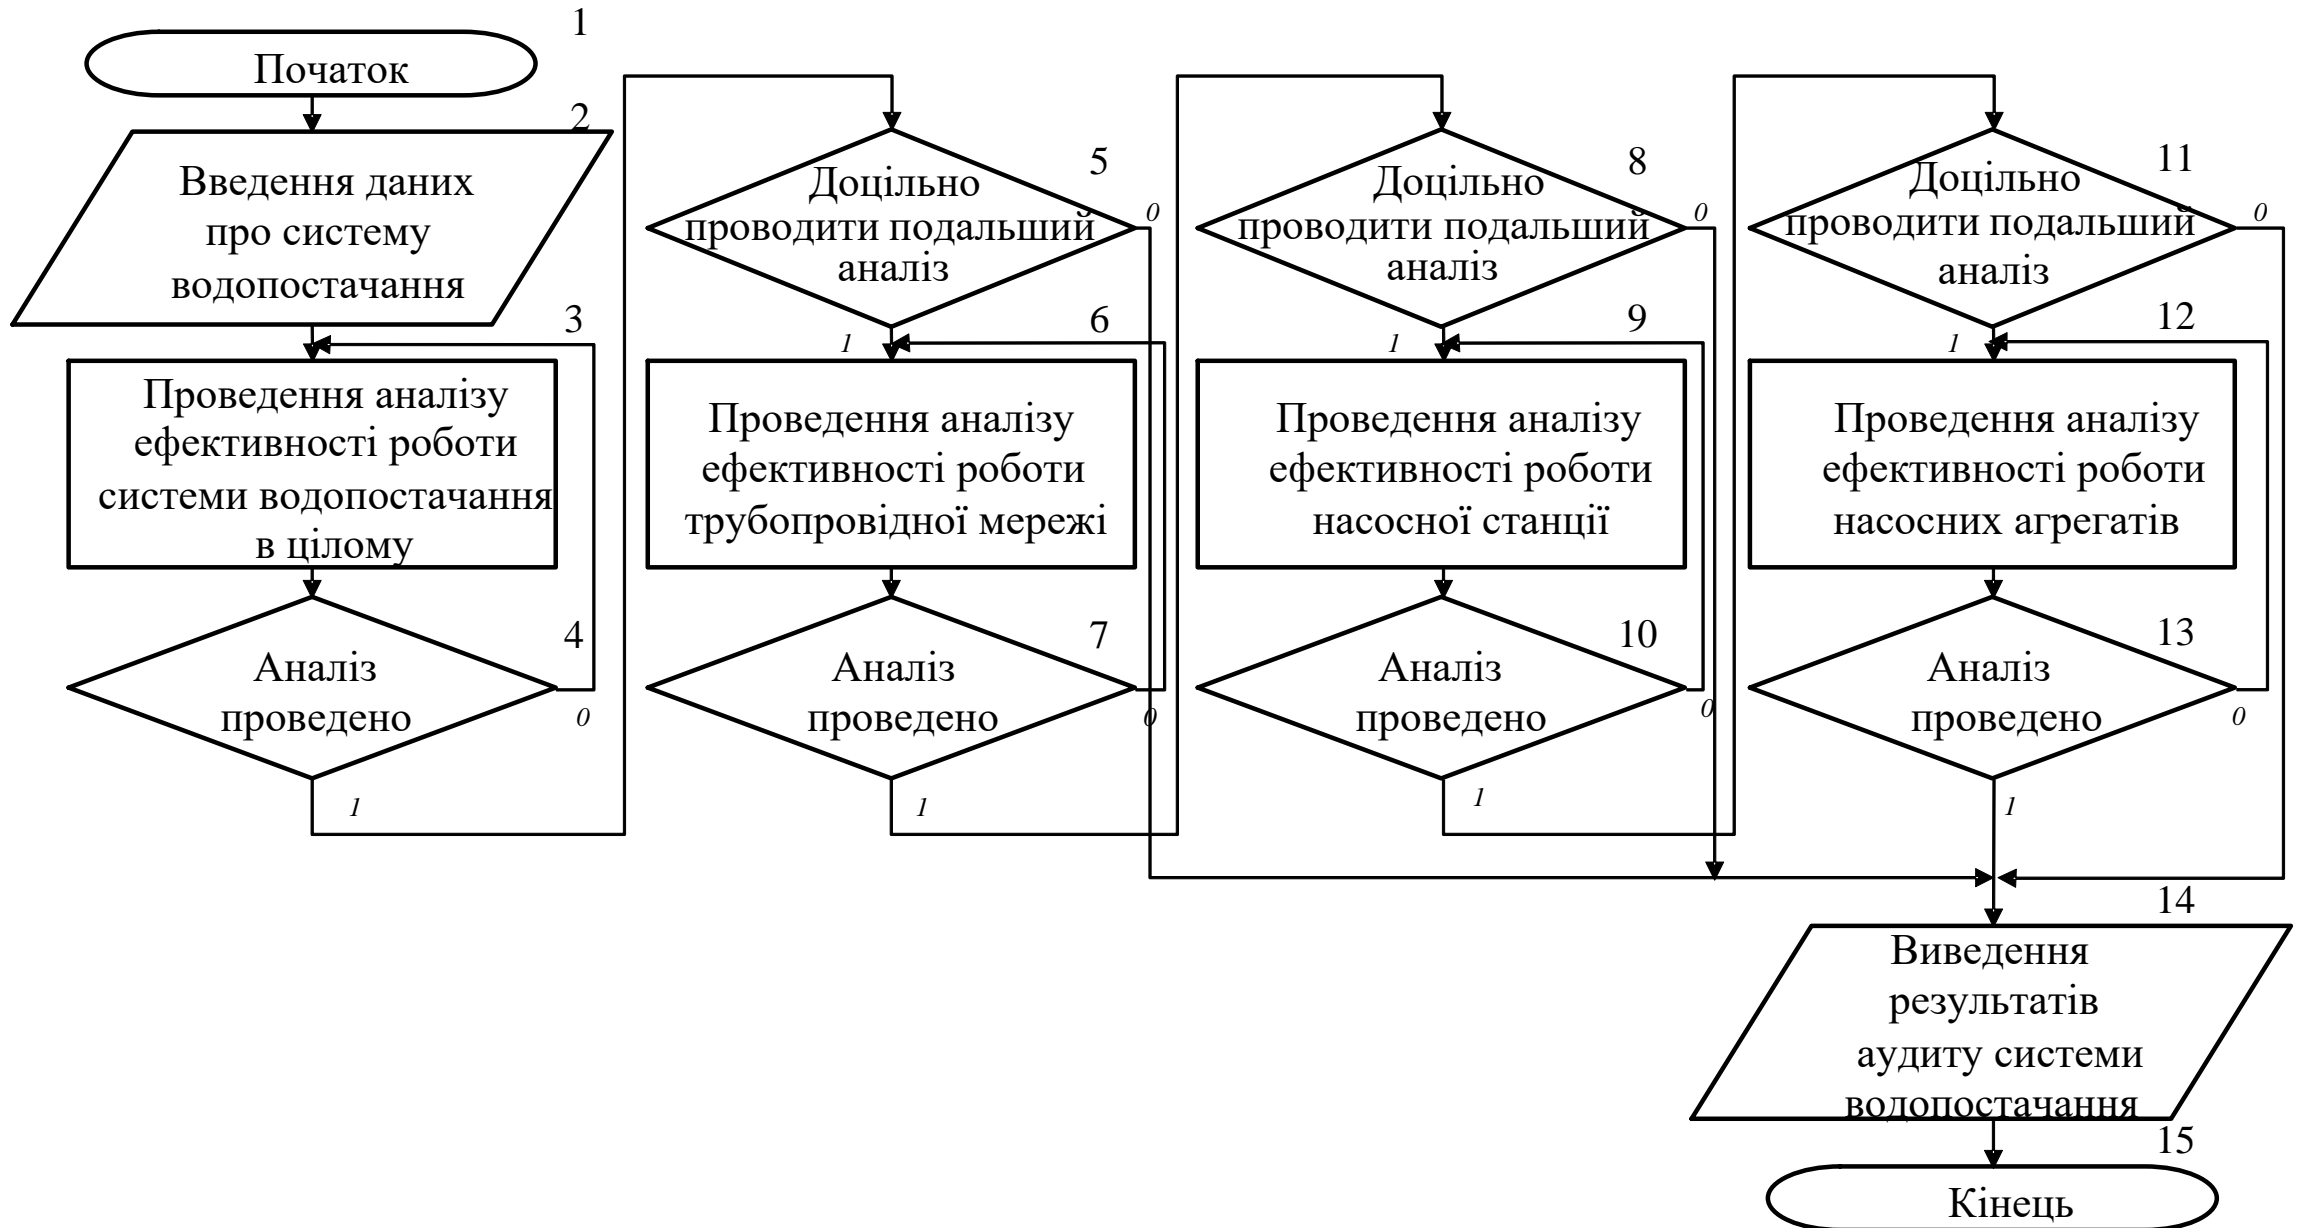 1
Початок
2
Введення даних
про систему
водопостачання
3
Проведення аналізу
ефективності роботи
системи водопостачання
в цілому
4
Аналіз
проведено
0
1
5
Доцільно
проводити подальший
аналіз
0
1
6
Проведення аналізу
ефективності роботи
трубопровідної мережі
7
Аналіз
проведено
0
1
8
Доцільно
проводити подальший
аналіз
0
1
9
Проведення аналізу
ефективності роботи
насосної станції
10
Аналіз
проведено
0
1
11
Доцільно
проводити подальший
аналіз
0
1
12
Проведення аналізу
ефективності роботи
насосних агрегатів
13
Аналіз
проведено
0
1
14
Виведення
результатів
аудиту системи
водопостачання
15
Кінець